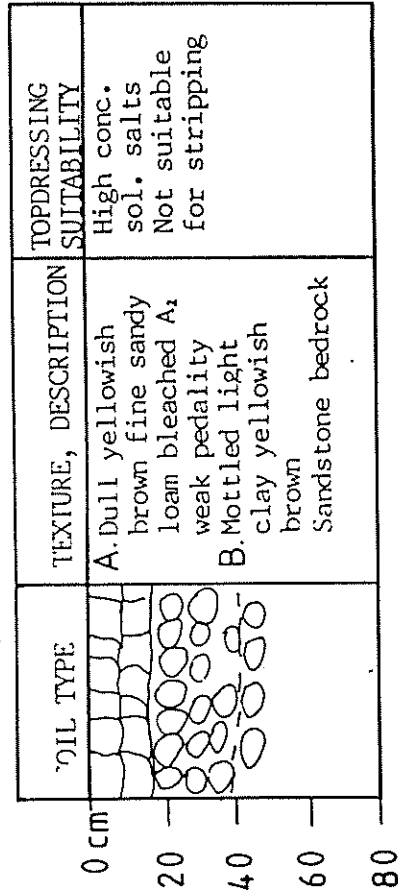 OIL TYPE
TEXTURE, DESCRIPTION
TOPDRESSING
SUITABILITY
0 cm
20
40
60
80
A. Dull yellowish
brown fine sandy
loam bleached A₂
weak pedality
B. Mottled light
clay yellowish
brown
Sandstone bedrock
High conc.
sol. salts
Not suitable
for stripping